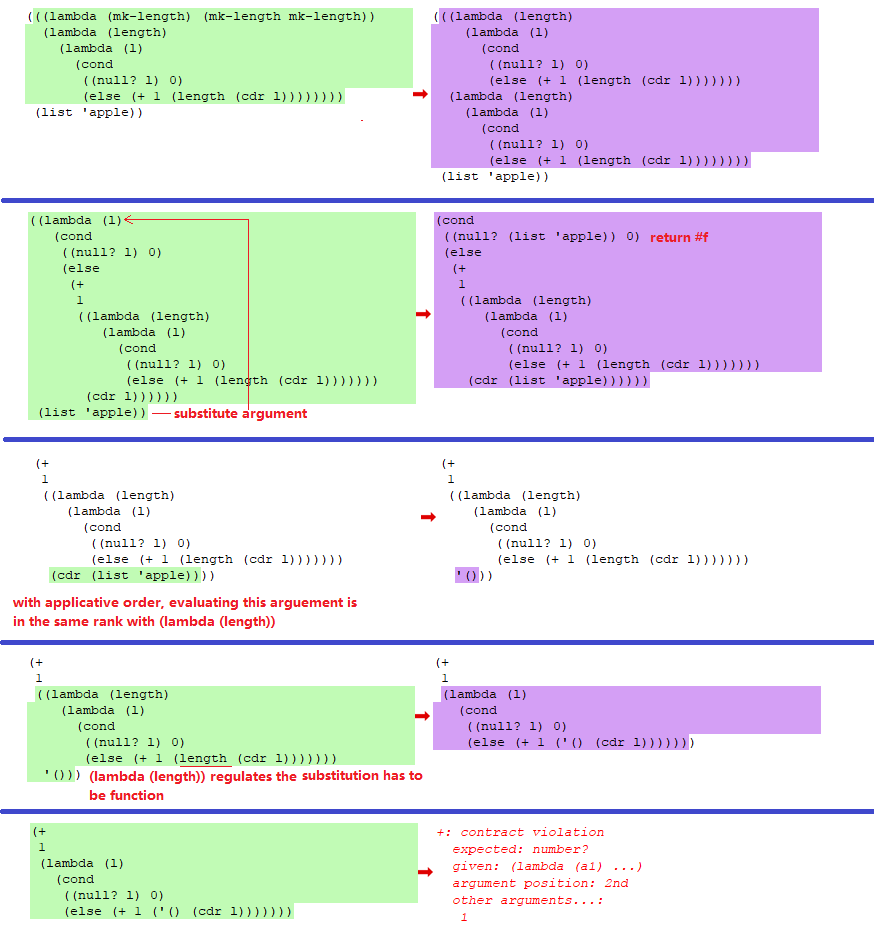 (((lambda (mk-length) (mk-length mk-length))
(lambda (length)
(lambda (l)
(cond
((null? l) 0)
(else (+ 1 (length (cdr l))))))))
(list 'apple))
(((lambda (length)
(lambda (l)
(cond
((null? l) 0)
(else (+ 1 (length (cdr l)))))))
(lambda (length)
(lambda (l)
(cond
((null? l) 0)
(else (+ 1 (length (cdr l))))))))
(list 'apple))
((lambda (l)
(cond
((null? l) 0)
(else
(+
1
((lambda (length)
(lambda (l)
(cond
((null? l) 0)
(else (+ 1 (length (cdr l)))))))
(cdr l))))))
(list 'apple))
substitute argument
(cond
((null? (list 'apple)) 0) return #f
(else
(+
1
((lambda (length)
(lambda (l)
(cond
((null? l) 0)
(else (+ 1 (length (cdr l)))))))
(cdr (list 'apple))))))
(+
1
((lambda (length)
(lambda (l)
(cond
((null? l) 0)
(else (+ 1 (length (cdr l)))))))
(cdr (list 'apple))))
with applicative order, evaluating this arguement is
in the same rank with (lambda (length))
(+
1
((lambda (length)
(lambda (l)
(cond
((null? l) 0)
(else (+ 1 (length (cdr l)))))))
'()))
(+
1
((lambda (length)
(lambda (l)
(cond
((null? l) 0)
(else (+ 1 (length (cdr l)))))))
'())) (lambda (length)) regulates the substitution has to
be function
(+
1
(lambda (l)
(cond
((null? l) 0)
(else (+ 1 ('() (cdr l)))))))
(+
1
(lambda (l)
(cond
((null? l) 0)
(else (+ 1 ('() (cdr l)))))))
+: contract violation
expected: number?
given: (lambda (a1) ...)
argument position: 2nd
other arguments...:
1